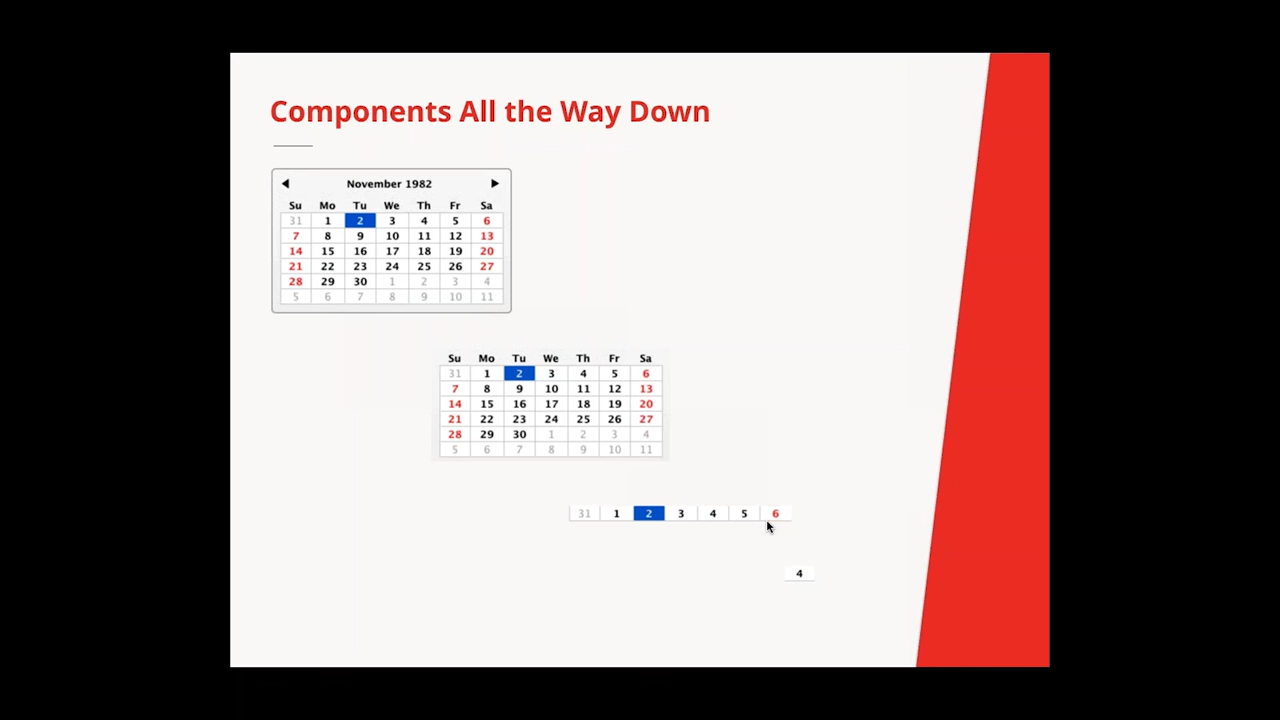 Components All the Way Down
November 1982
Su Mo Tu We Th Fr Sa
31 1 2 3 4 5 6
7 8 9 10 11 12 13
14 15 16 17 18 19 20
21 22 23 24 25 26 27
28 29 30 1 2 3 4
5 6 7 8 9 10 11
Su Mo Tu We Th Fr Sa
31 1 2 3 4 5 6
7 8 9 10 11 12 13
14 15 16 17 18 19 20
21 22 23 24 25 26 27
28 29 30 1 2 3 4
5 6 7 8 9 10 11
31 1 2 3 4 5 6
4